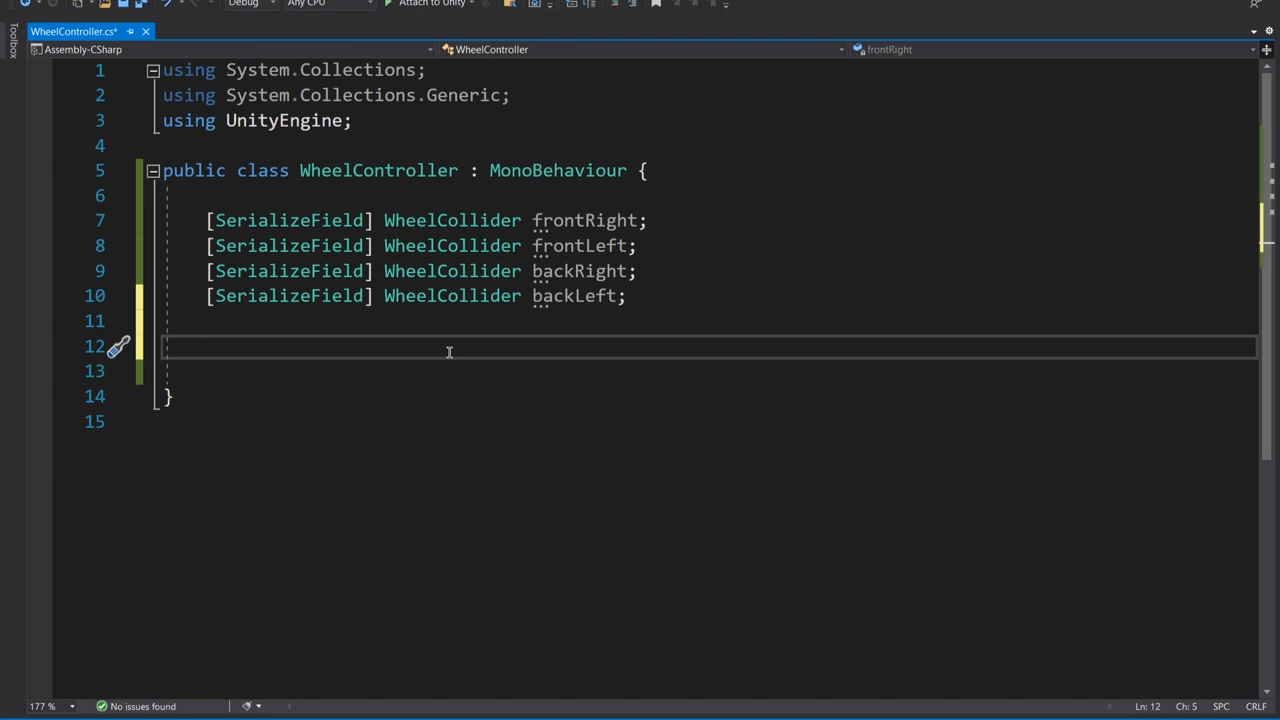 Debug Any CPU Attach to Unity
Toolbox
WheelController.cs*
Assembly-CSharp WheelController frontRight
1 using System.Collections;
2 using System.Collections.Generic;
3 using UnityEngine;
4
5 public class WheelController : MonoBehaviour {
6
7 [SerializeField] WheelCollider frontRight;
8 [SerializeField] WheelCollider frontLeft;
9 [SerializeField] WheelCollider backRight;
10 [SerializeField] WheelCollider backLeft;
11
12
13
14 }
15
177 % No issues found Ln: 12 Ch: 5 SPC CRLF